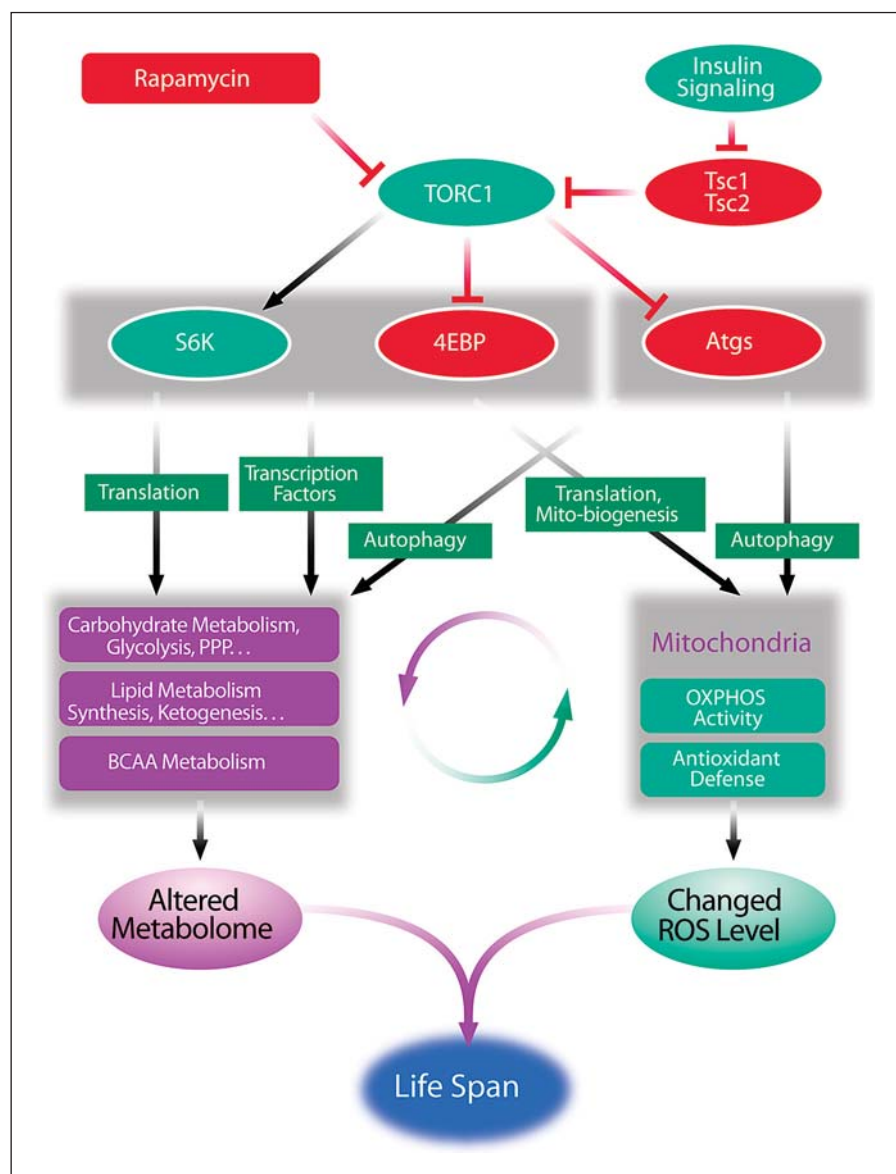 Rapamycin
Insulin
Signaling
Tsc1
Tsc2
TORC1
S6K
4EBP
Atgs
Translation
Transcription
Factors
Autophagy
Translation,
Mito-biogenesis
Autophagy
Carbohydrate Metabolism,
Glycolysis, PPP...
Lipid Metabolism
Synthesis, Ketogenesis...
BCAA Metabolism
Mitochondria
OXPHOS
Activity
Antioxidant
Defense
Altered
Metabolome
Changed
ROS Level
Life Span